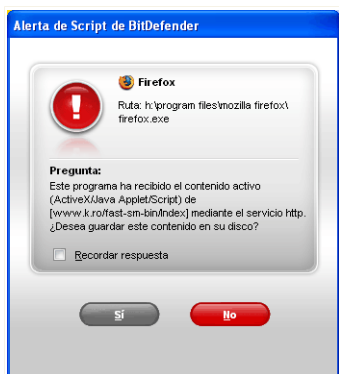 Alerta de Script de BitDefender
Firefox
Ruta: h:\program files\mozilla firefox\
firefox.exe
Pregunta:
Este programa ha recibido el contenido activo
(ActiveX/Java Applet/Script) de
[www.k.ro/fast-sm-bin/Index] mediante el servicio http.
¿Desea guardar este contenido en su disco?
Recordar respuesta
Sí
No